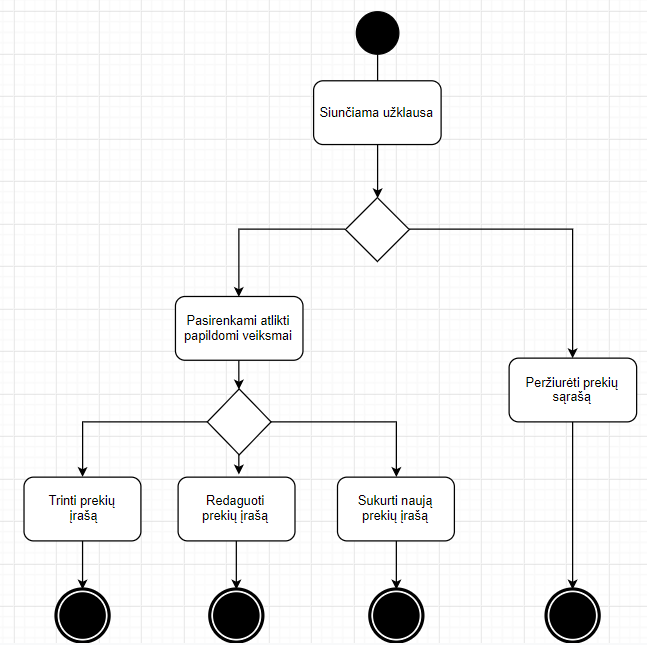 Siunčiama užklausa
Pasirenkami atlikti
papildomi veiksmai
Peržiurėti prekių
sąrašą
Trinti prekių
įrašą
Redaguoti
prekių įrašą
Sukurti naują
prekių įrašą